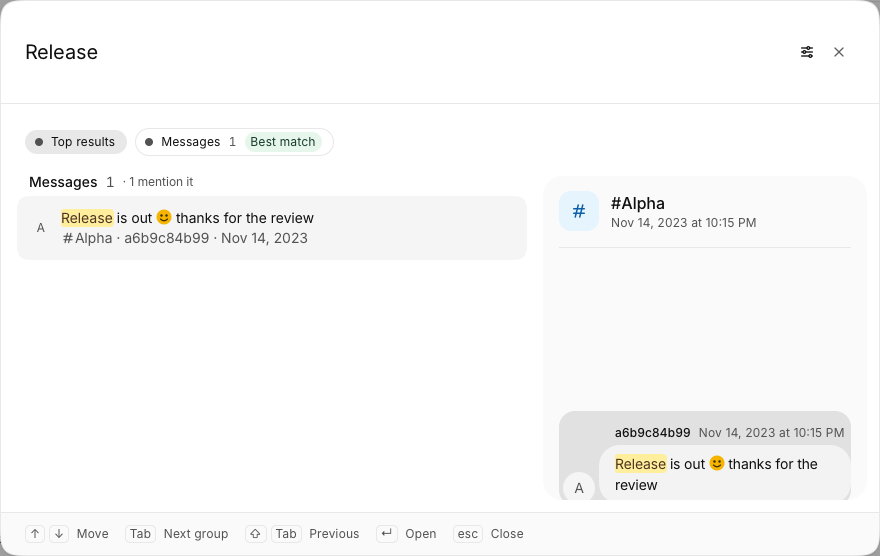 Release
Top results
Messages 1 Best match
Messages 1 · 1 mention it
A
Release is out 🙂 thanks for the review
#Alpha · a6b9c84b99 · Nov 14, 2023
#
#Alpha
Nov 14, 2023 at 10:15 PM
a6b9c84b99 Nov 14, 2023 at 10:15 PM
Release is out 🙂 thanks for the
review
A
↑ ↓ Move Tab Next group ⇧ Tab Previous ↵ Open esc Close